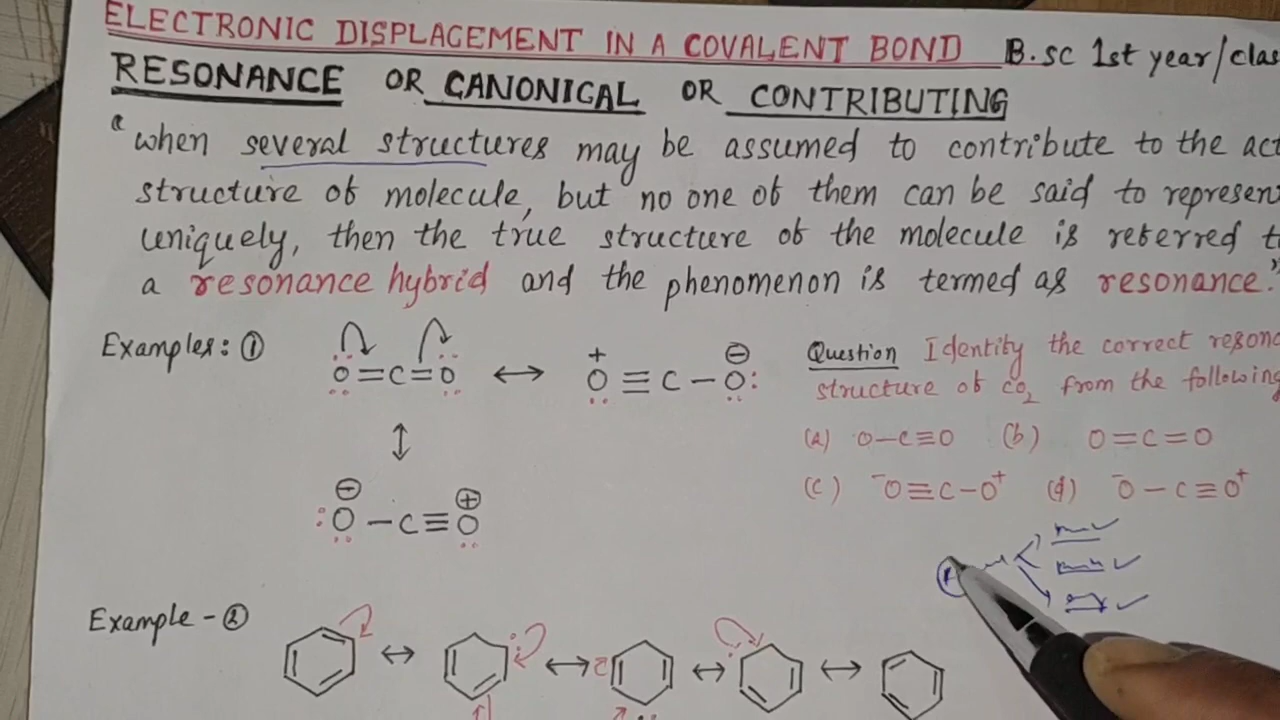 ELECTRONIC DISPLACEMENT IN A COVALENT BOND B.sc 1st year/clas
RESONANCE OR CANONICAL OR CONTRIBUTING
"when several structures may be assumed to contribute to the act
structure of molecule, but no one of them can be said to represen
uniquely, then the true structure of the molecule is referred t
a resonance hybrid and the phenomenon is termed as resonance."
Examples: ① O=C=O ↔ O≡C-O:
+ ⊖
↕
⊖ ⊕
:O-C≡O
Question Identity the correct resona
structure of CO₂ from the following
(a) O-C≡O (b) O=C=O
(c) ⁻O≡C-O⁺ (d) ⁻O-C≡O⁺
Example - ②